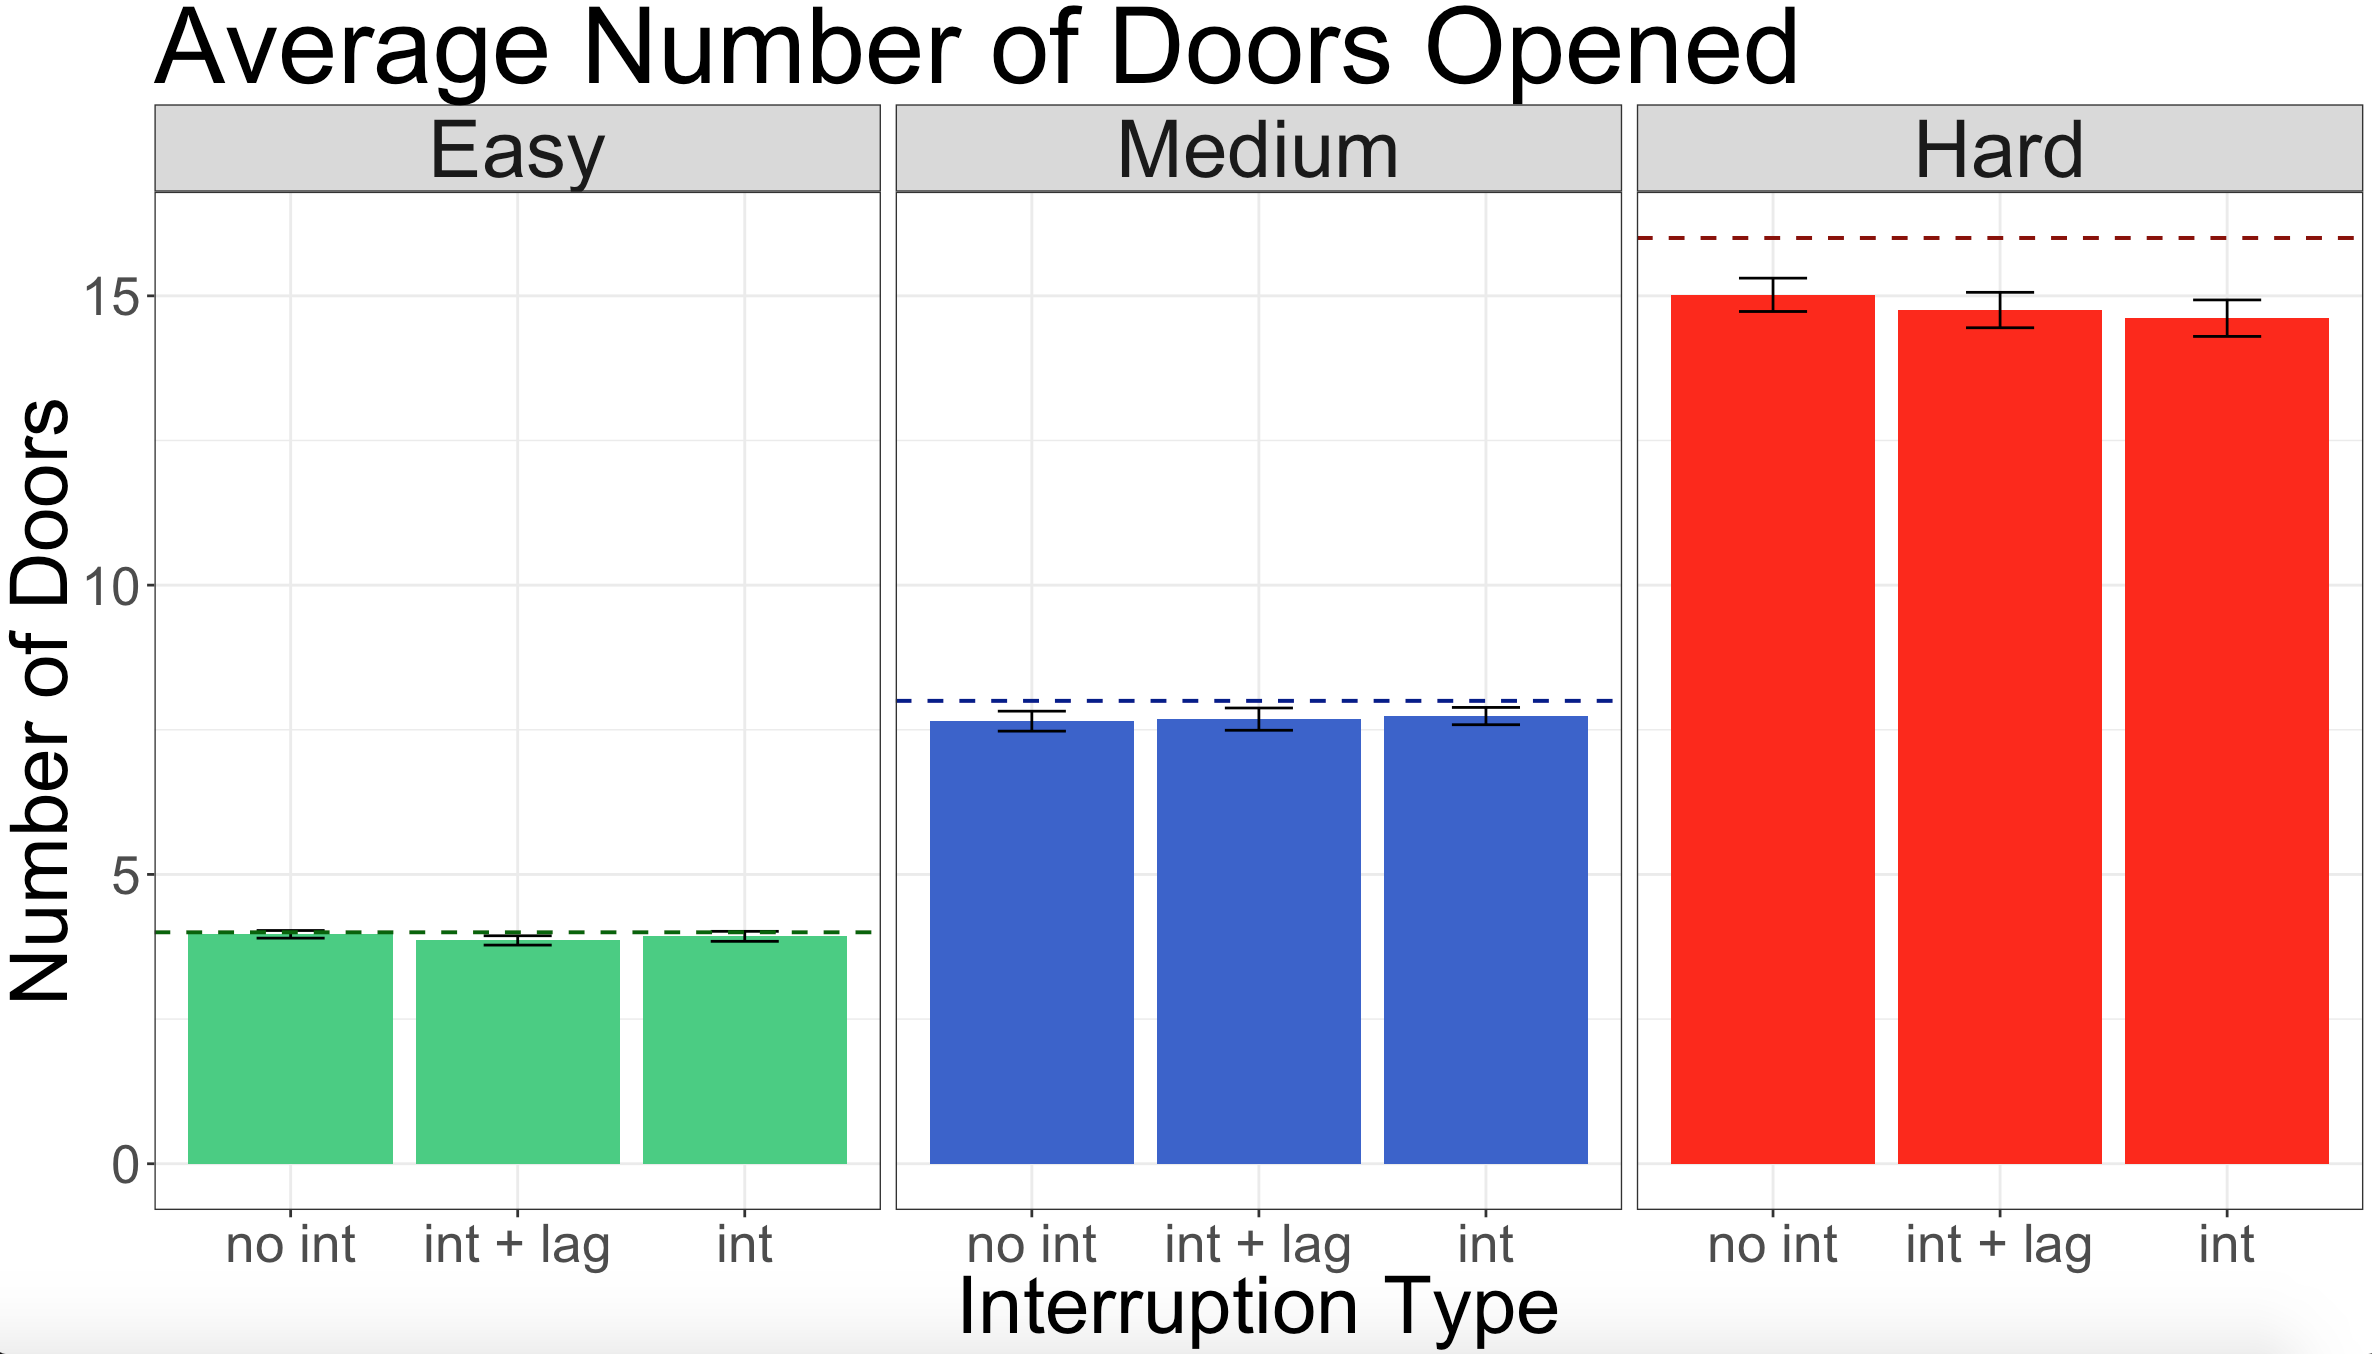 Average Number of Doors Opened
Easy Medium Hard
Number of Doors
15
10
5
0
no int int + lag int no int int + lag int no int int + lag int
Interruption Type